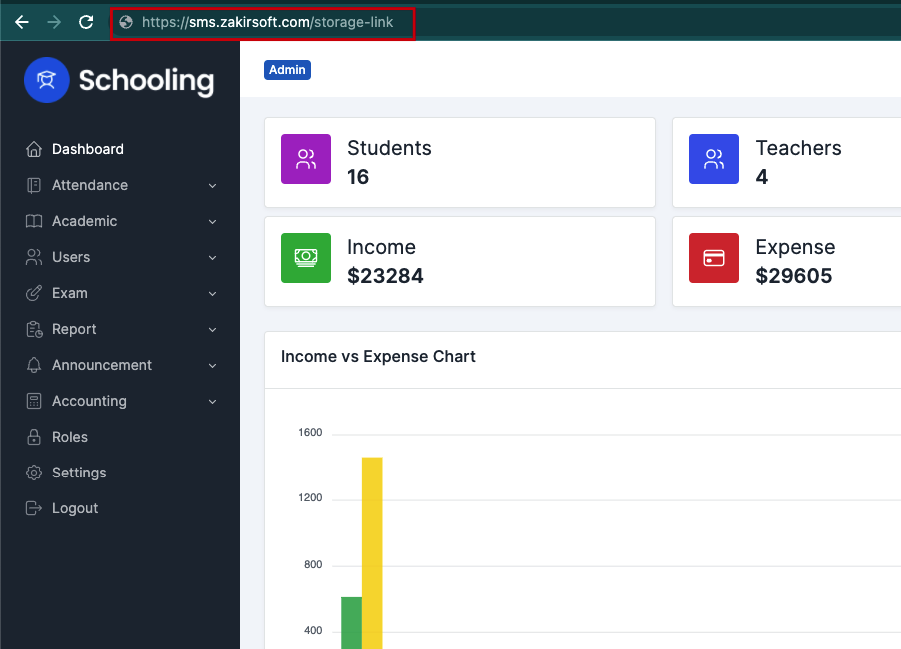 https://sms.zakirsoft.com/storage-link
Schooling
Admin
Dashboard
Attendance
Academic
Users
Exam
Report
Announcement
Accounting
Roles
Settings
Logout
Students
16
Teachers
4
Income
$23284
Expense
$29605
Income vs Expense Chart
1600
1200
800
400